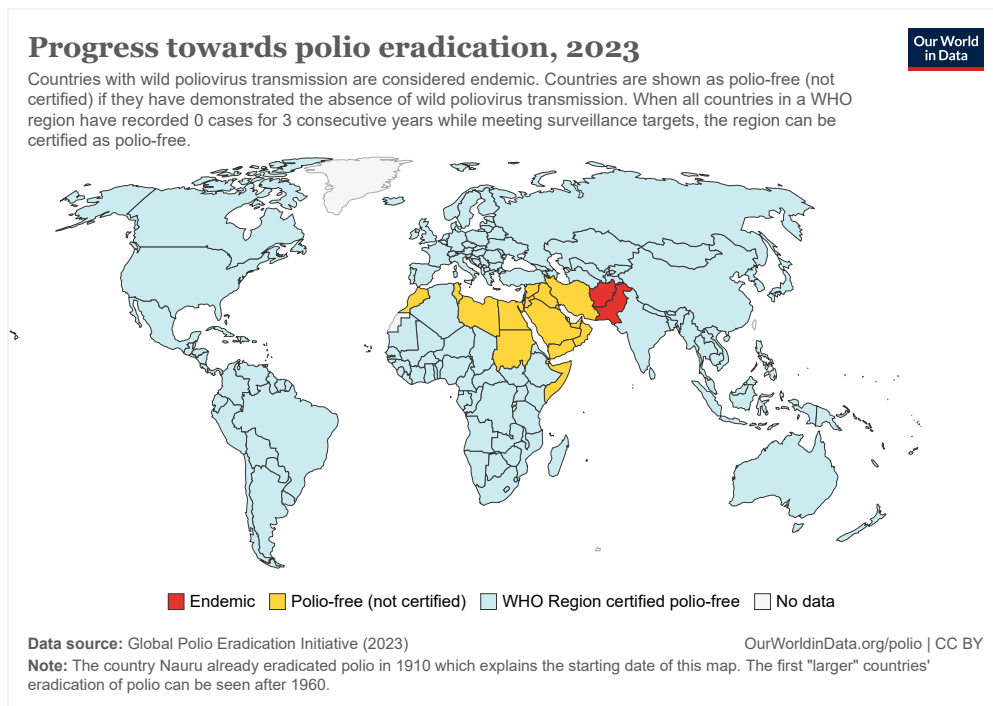 Progress towards polio eradication, 2023
Our World
in Data
Countries with wild poliovirus transmission are considered endemic. Countries are shown as polio-free (not
certified) if they have demonstrated the absence of wild poliovirus transmission. When all countries in a WHO
region have recorded 0 cases for 3 consecutive years while meeting surveillance targets, the region can be
certified as polio-free.
Endemic
Polio-free (not certified)
WHO Region certified polio-free
No data
Data source: Global Polio Eradication Initiative (2023)
OurWorldinData.org/polio | CC BY
Note: The country Nauru already eradicated polio in 1910 which explains the starting date of this map. The first "larger" countries'
eradication of polio can be seen after 1960.